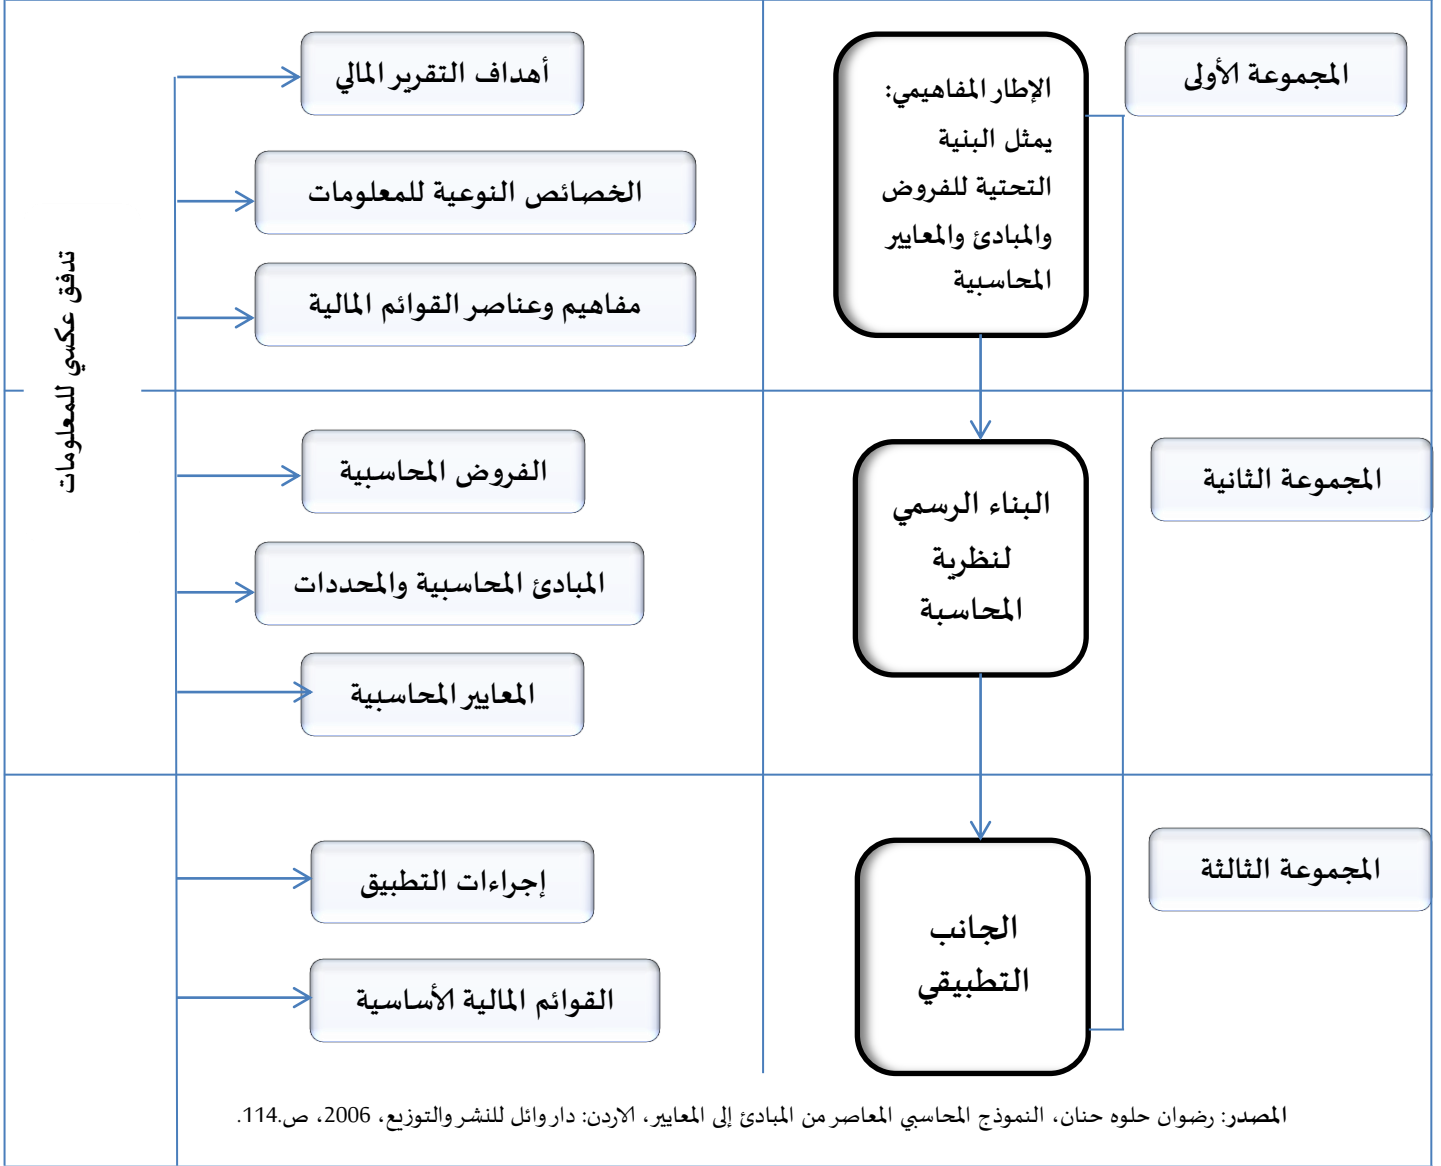 المجموعة الأولى
الإطار المفاهيمي:
يمثل البنية
التحتية للفروض
والمبادئ والمعايير
المحاسبية
أهداف التقرير المالي
الخصائص النوعية للمعلومات
مفاهيم وعناصر القوائم المالية
المجموعة الثانية
البناء الرسمي
لنظرية
المحاسبة
الفروض المحاسبية
المبادئ المحاسبية والمحددات
المعايير المحاسبية
المجموعة الثالثة
الجانب
التطبيقي
إجراءات التطبيق
القوائم المالية الأساسية
تدفق عكسي للمعلومات
المصدر: رضوان حلوه حنان، النموذج المحاسبي المعاصر من المبادئ إلى المعايير، الاردن: دار وائل للنشر والتوزيع، 2006، ص.114.